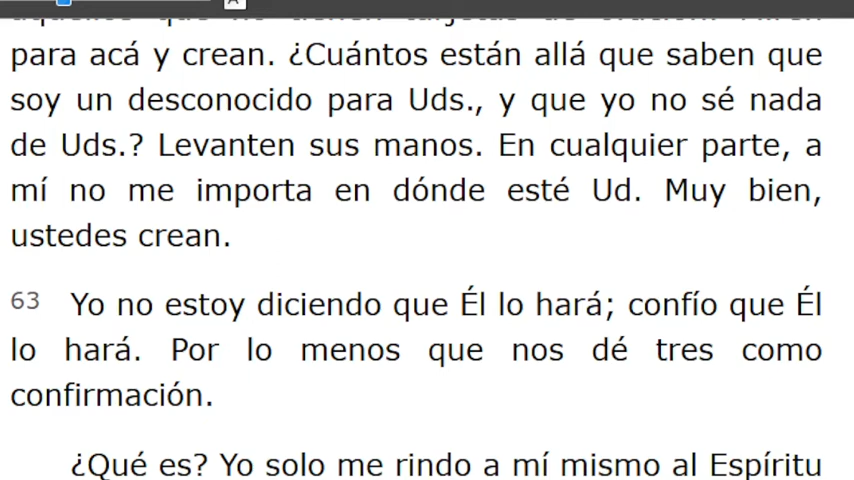 para acá y crean. ¿Cuántos están allá que saben que
soy un desconocido para Uds., y que yo no sé nada
de Uds.? Levanten sus manos. En cualquier parte, a
mí no me importa en dónde esté Ud. Muy bien,
ustedes crean.
63 Yo no estoy diciendo que Él lo hará; confío que Él
lo hará. Por lo menos que nos dé tres como
confirmación.
¿Qué es? Yo solo me rindo a mí mismo al Espíritu